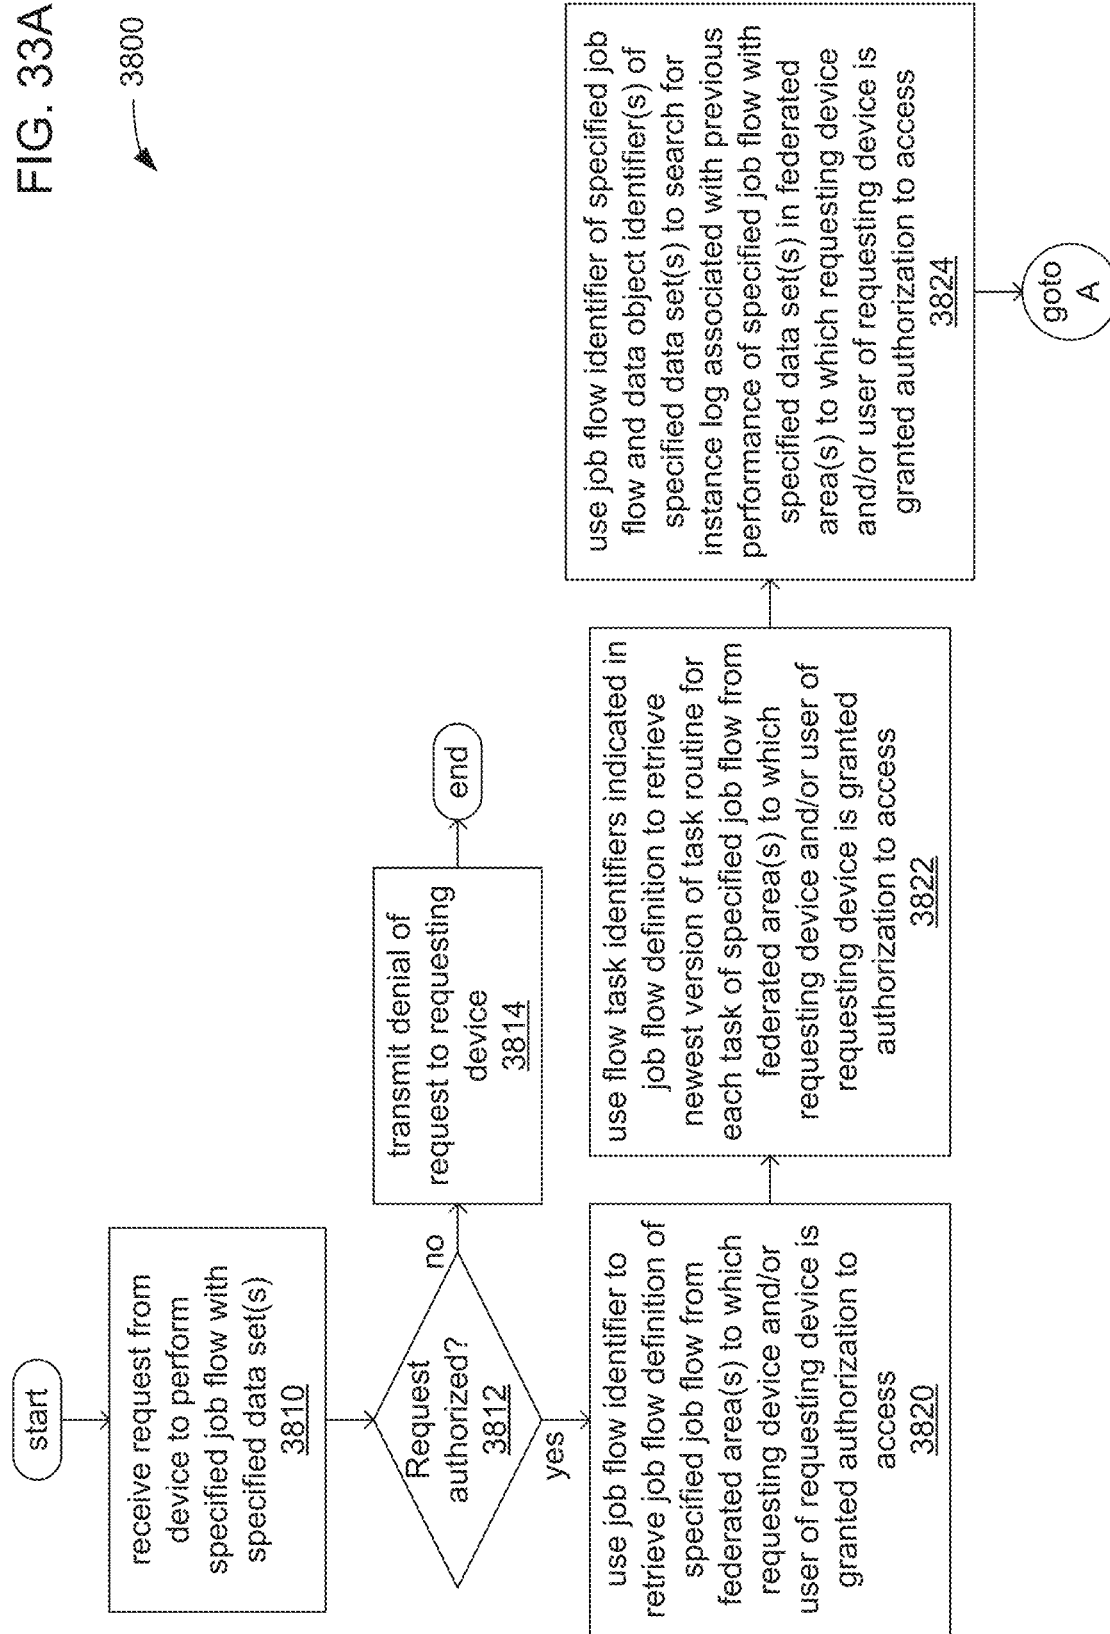 FIG. 33A
3800
start
receive request from
device to perform
specified job flow with
specified data set(s)
3810
Request
authorized?
3812
no
yes
transmit denial of
request to requesting
device
3814
end
use job flow identifier to
retrieve job flow definition of
specified job flow from
federated area(s) to which
requesting device and/or
user of requesting device is
granted authorization to
access
3820
use flow task identifiers indicated in
job flow definition to retrieve
newest version of task routine for
each task of specified job flow from
federated area(s) to which
requesting device and/or user of
requesting device is granted
authorization to access
3822
use job flow identifier of specified job
flow and data object identifier(s) of
specified data set(s) to search for
instance log associated with previous
performance of specified job flow with
specified data set(s) in federated
area(s) to which requesting device
and/or user of requesting device is
granted authorization to access
3824
goto
A